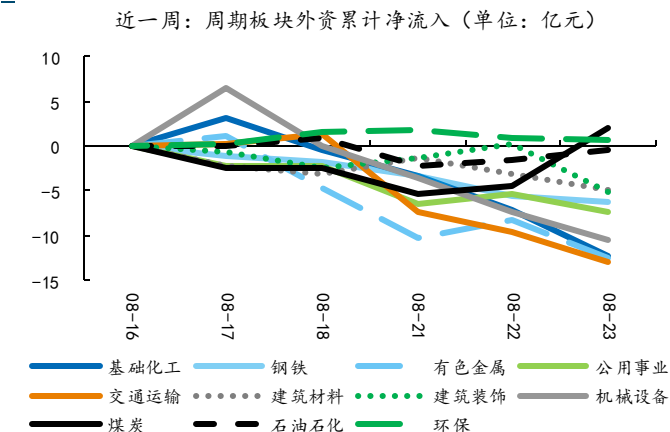 近一周：周期板块外资累计净流入（单位：亿元）
10
5
0
-5
-10
-15
08-16 08-17 08-18 08-21 08-22 08-23
基础化工 钢铁 有色金属 公用事业
交通运输 建筑材料 建筑装饰 机械设备
煤炭 石油石化 环保